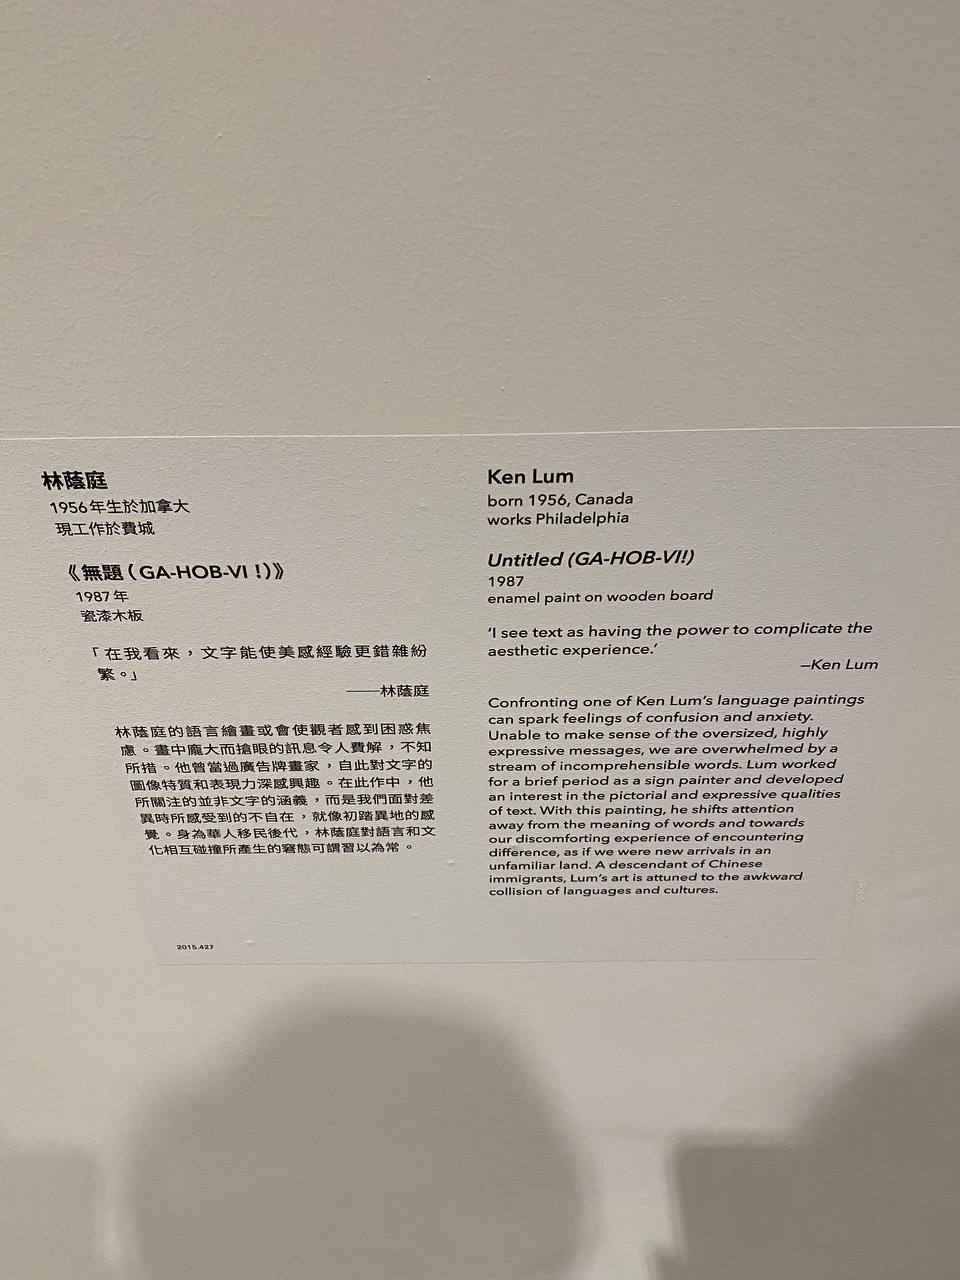 林蔭庭
1956年生於加拿大
現工作於費城
《無題（GA-HOB-VI！）》
1987年
瓷漆木板
「在我看來，文字能使美感經驗更錯雜紛
繁。」
——林蔭庭
林蔭庭的語言繪畫或會使觀者感到困惑焦
慮。畫中龐大而搶眼的訊息令人費解，不知
所措。他曾當過廣告牌畫家，自此對文字的
圖像特質和表現力深感興趣。在此作中，他
所關注的並非文字的涵義，而是我們面對差
異時所感受到的不自在，就像初踏異地的感
覺。身為華人移民後代，林蔭庭對語言和文
化相互碰撞所產生的窘態可謂習以為常。
2015.427
Ken Lum
born 1956, Canada
works Philadelphia
Untitled (GA-HOB-VI!)
1987
enamel paint on wooden board
‘I see text as having the power to complicate the
aesthetic experience.’
—Ken Lum
Confronting one of Ken Lum’s language paintings
can spark feelings of confusion and anxiety.
Unable to make sense of the oversized, highly
expressive messages, we are overwhelmed by a
stream of incomprehensible words. Lum worked
for a brief period as a sign painter and developed
an interest in the pictorial and expressive qualities
of text. With this painting, he shifts attention
away from the meaning of words and towards
our discomforting experience of encountering
difference, as if we were new arrivals in an
unfamiliar land. A descendant of Chinese
immigrants, Lum’s art is attuned to the awkward
collision of languages and cultures.